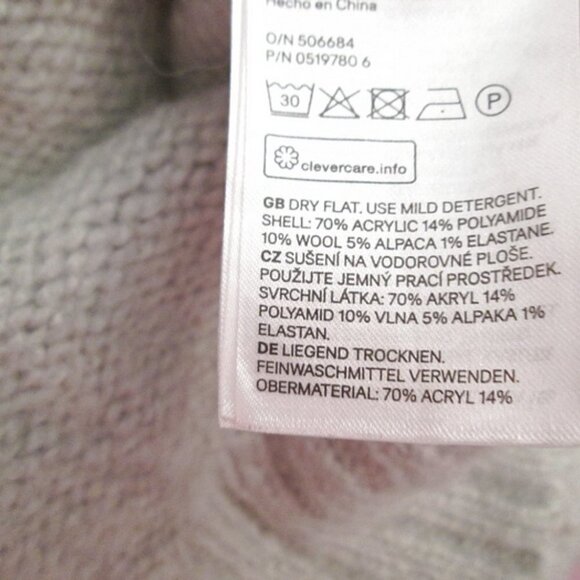 Hecho en China
O/N 506684
P/N 0519780 6
30
P
clevercare.info
GB DRY FLAT. USE MILD DETERGENT.
SHELL: 70% ACRYLIC 14% POLYAMIDE
10% WOOL 5% ALPACA 1% ELASTANE.
CZ SUŠENÍ NA VODOROVNÉ PLOŠE.
POUŽIJTE JEMNÝ PRACÍ PROSTŘEDEK.
SVRCHNÍ LÁTKA: 70% AKRYL 14%
POLYAMID 10% VLNA 5% ALPAKA 1%
ELASTAN.
DE LIEGEND TROCKNEN.
FEINWASCHMITTEL VERWENDEN.
OBERMATERIAL: 70% ACRYL 14%